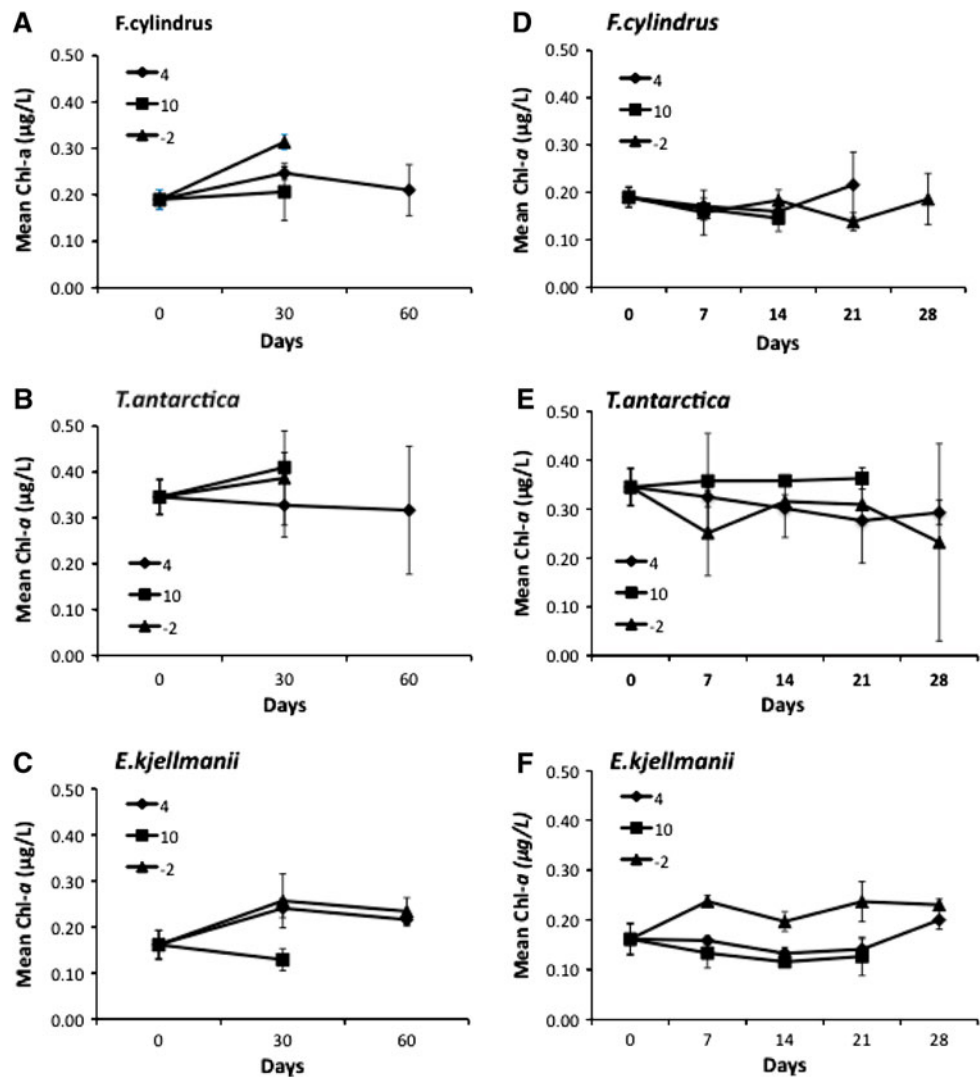 A F.cylindrus
Mean Chl-a (µg/L)
0.50
0.40
0.30
0.20
0.10
0.00
4
10
-2
0 30 60
Days
D F.cylindrus
Mean Chl-a (µg/L)
0.50
0.40
0.30
0.20
0.10
0.00
4
10
-2
0 7 14 21 28
Days
B T.antarctica
Mean Chl-a (µg/L)
0.50
0.40
0.30
0.20
0.10
0.00
4
10
-2
0 30 60
Days
E T.antarctica
Mean Chl-a (µg/L)
0.50
0.40
0.30
0.20
0.10
0.00
4
10
-2
0 7 14 21 28
Days
C E.kjellmanii
Mean Chl-a (µg/L)
0.50
0.40
0.30
0.20
0.10
0.00
4
10
-2
0 30 60
Days
F E.kjellmanii
Mean Chl-a (µg/L)
0.50
0.40
0.30
0.20
0.10
0.00
4
10
-2
0 7 14 21 28
Days